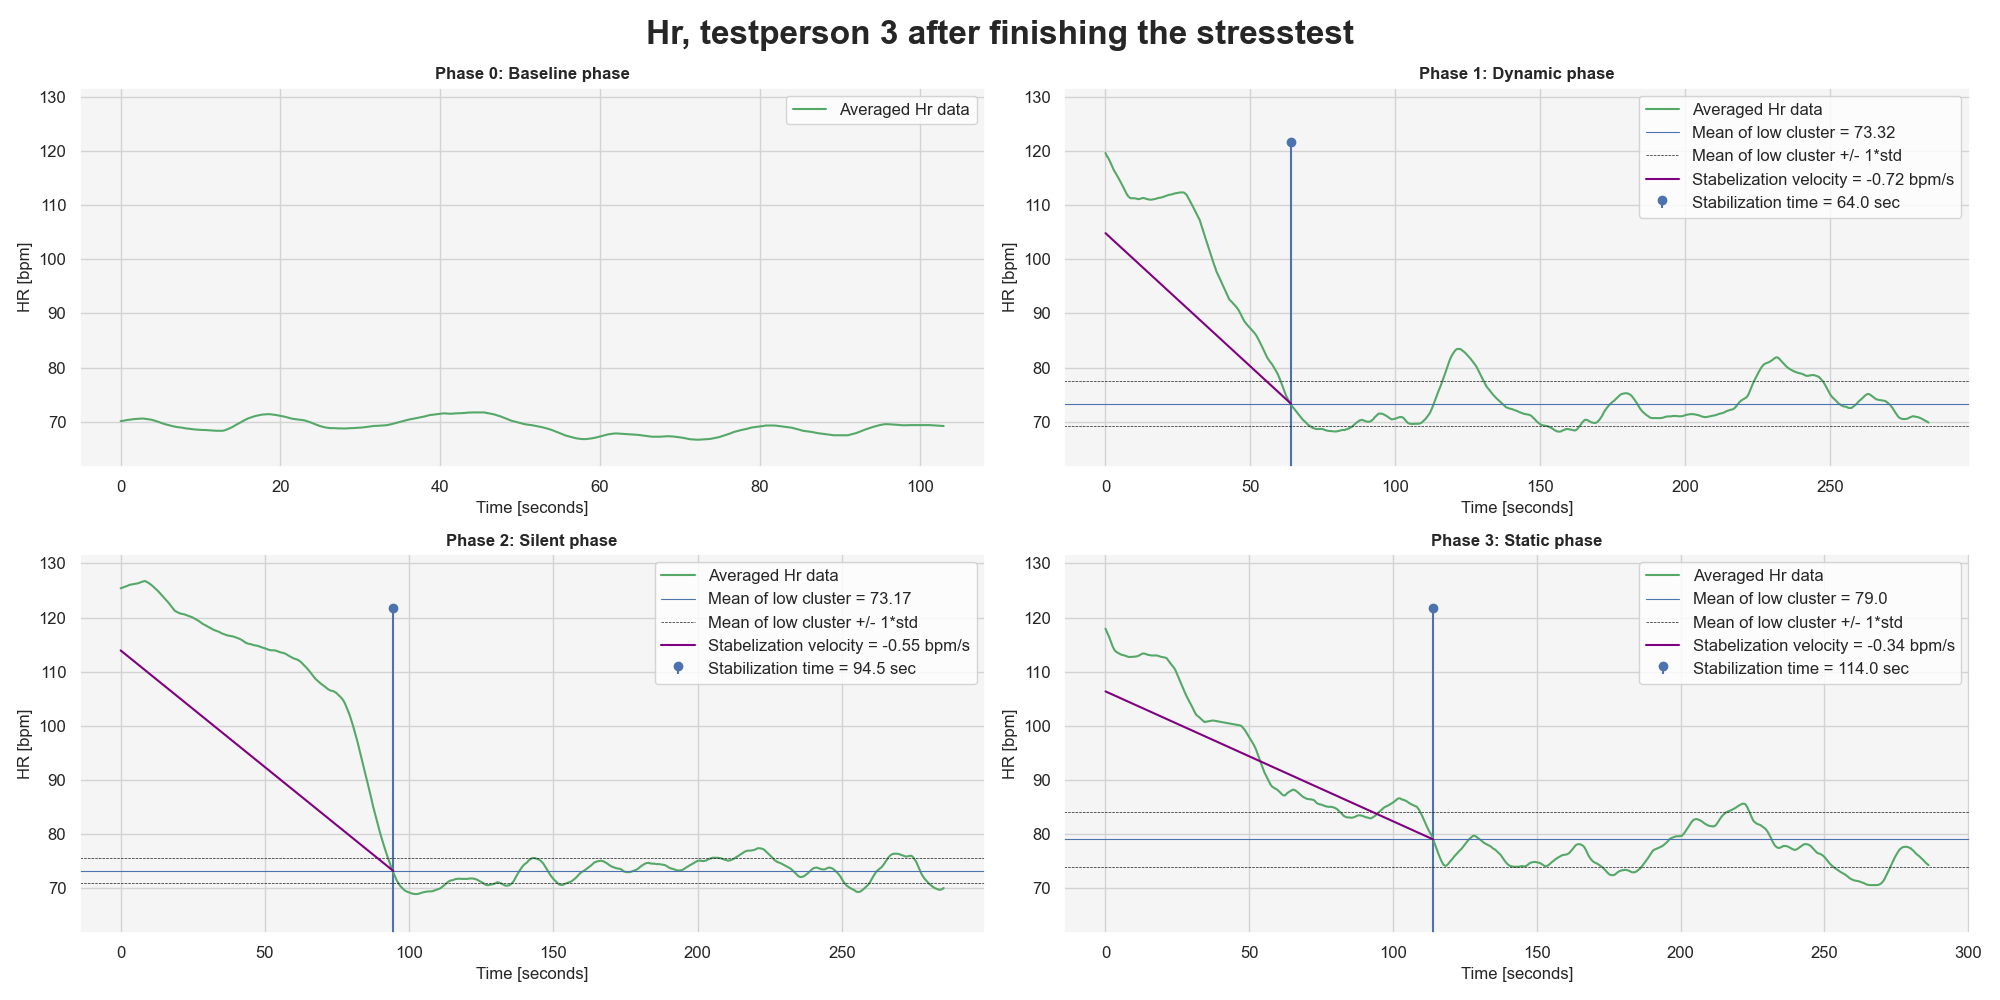 Hr, testperson 3 after finishing the stresstest
Phase 0: Baseline phase
130
120
110
100
90
80
70
HR [bpm]
Averaged Hr data
0 20 40 60 80 100
Time [seconds]
Phase 1: Dynamic phase
130
120
110
100
90
80
70
HR [bpm]
Averaged Hr data
Mean of low cluster = 73.32
Mean of low cluster +/- 1*std
Stabelization velocity = -0.72 bpm/s
Stabilization time = 64.0 sec
0 50 100 150 200 250
Time [seconds]
Phase 2: Silent phase
130
120
110
100
90
80
70
HR [bpm]
Averaged Hr data
Mean of low cluster = 73.17
Mean of low cluster +/- 1*std
Stabelization velocity = -0.55 bpm/s
Stabilization time = 94.5 sec
0 50 100 150 200 250
Time [seconds]
Phase 3: Static phase
130
120
110
100
90
80
70
HR [bpm]
Averaged Hr data
Mean of low cluster = 79.0
Mean of low cluster +/- 1*std
Stabelization velocity = -0.34 bpm/s
Stabilization time = 114.0 sec
0 50 100 150 200 250 300
Time [seconds]